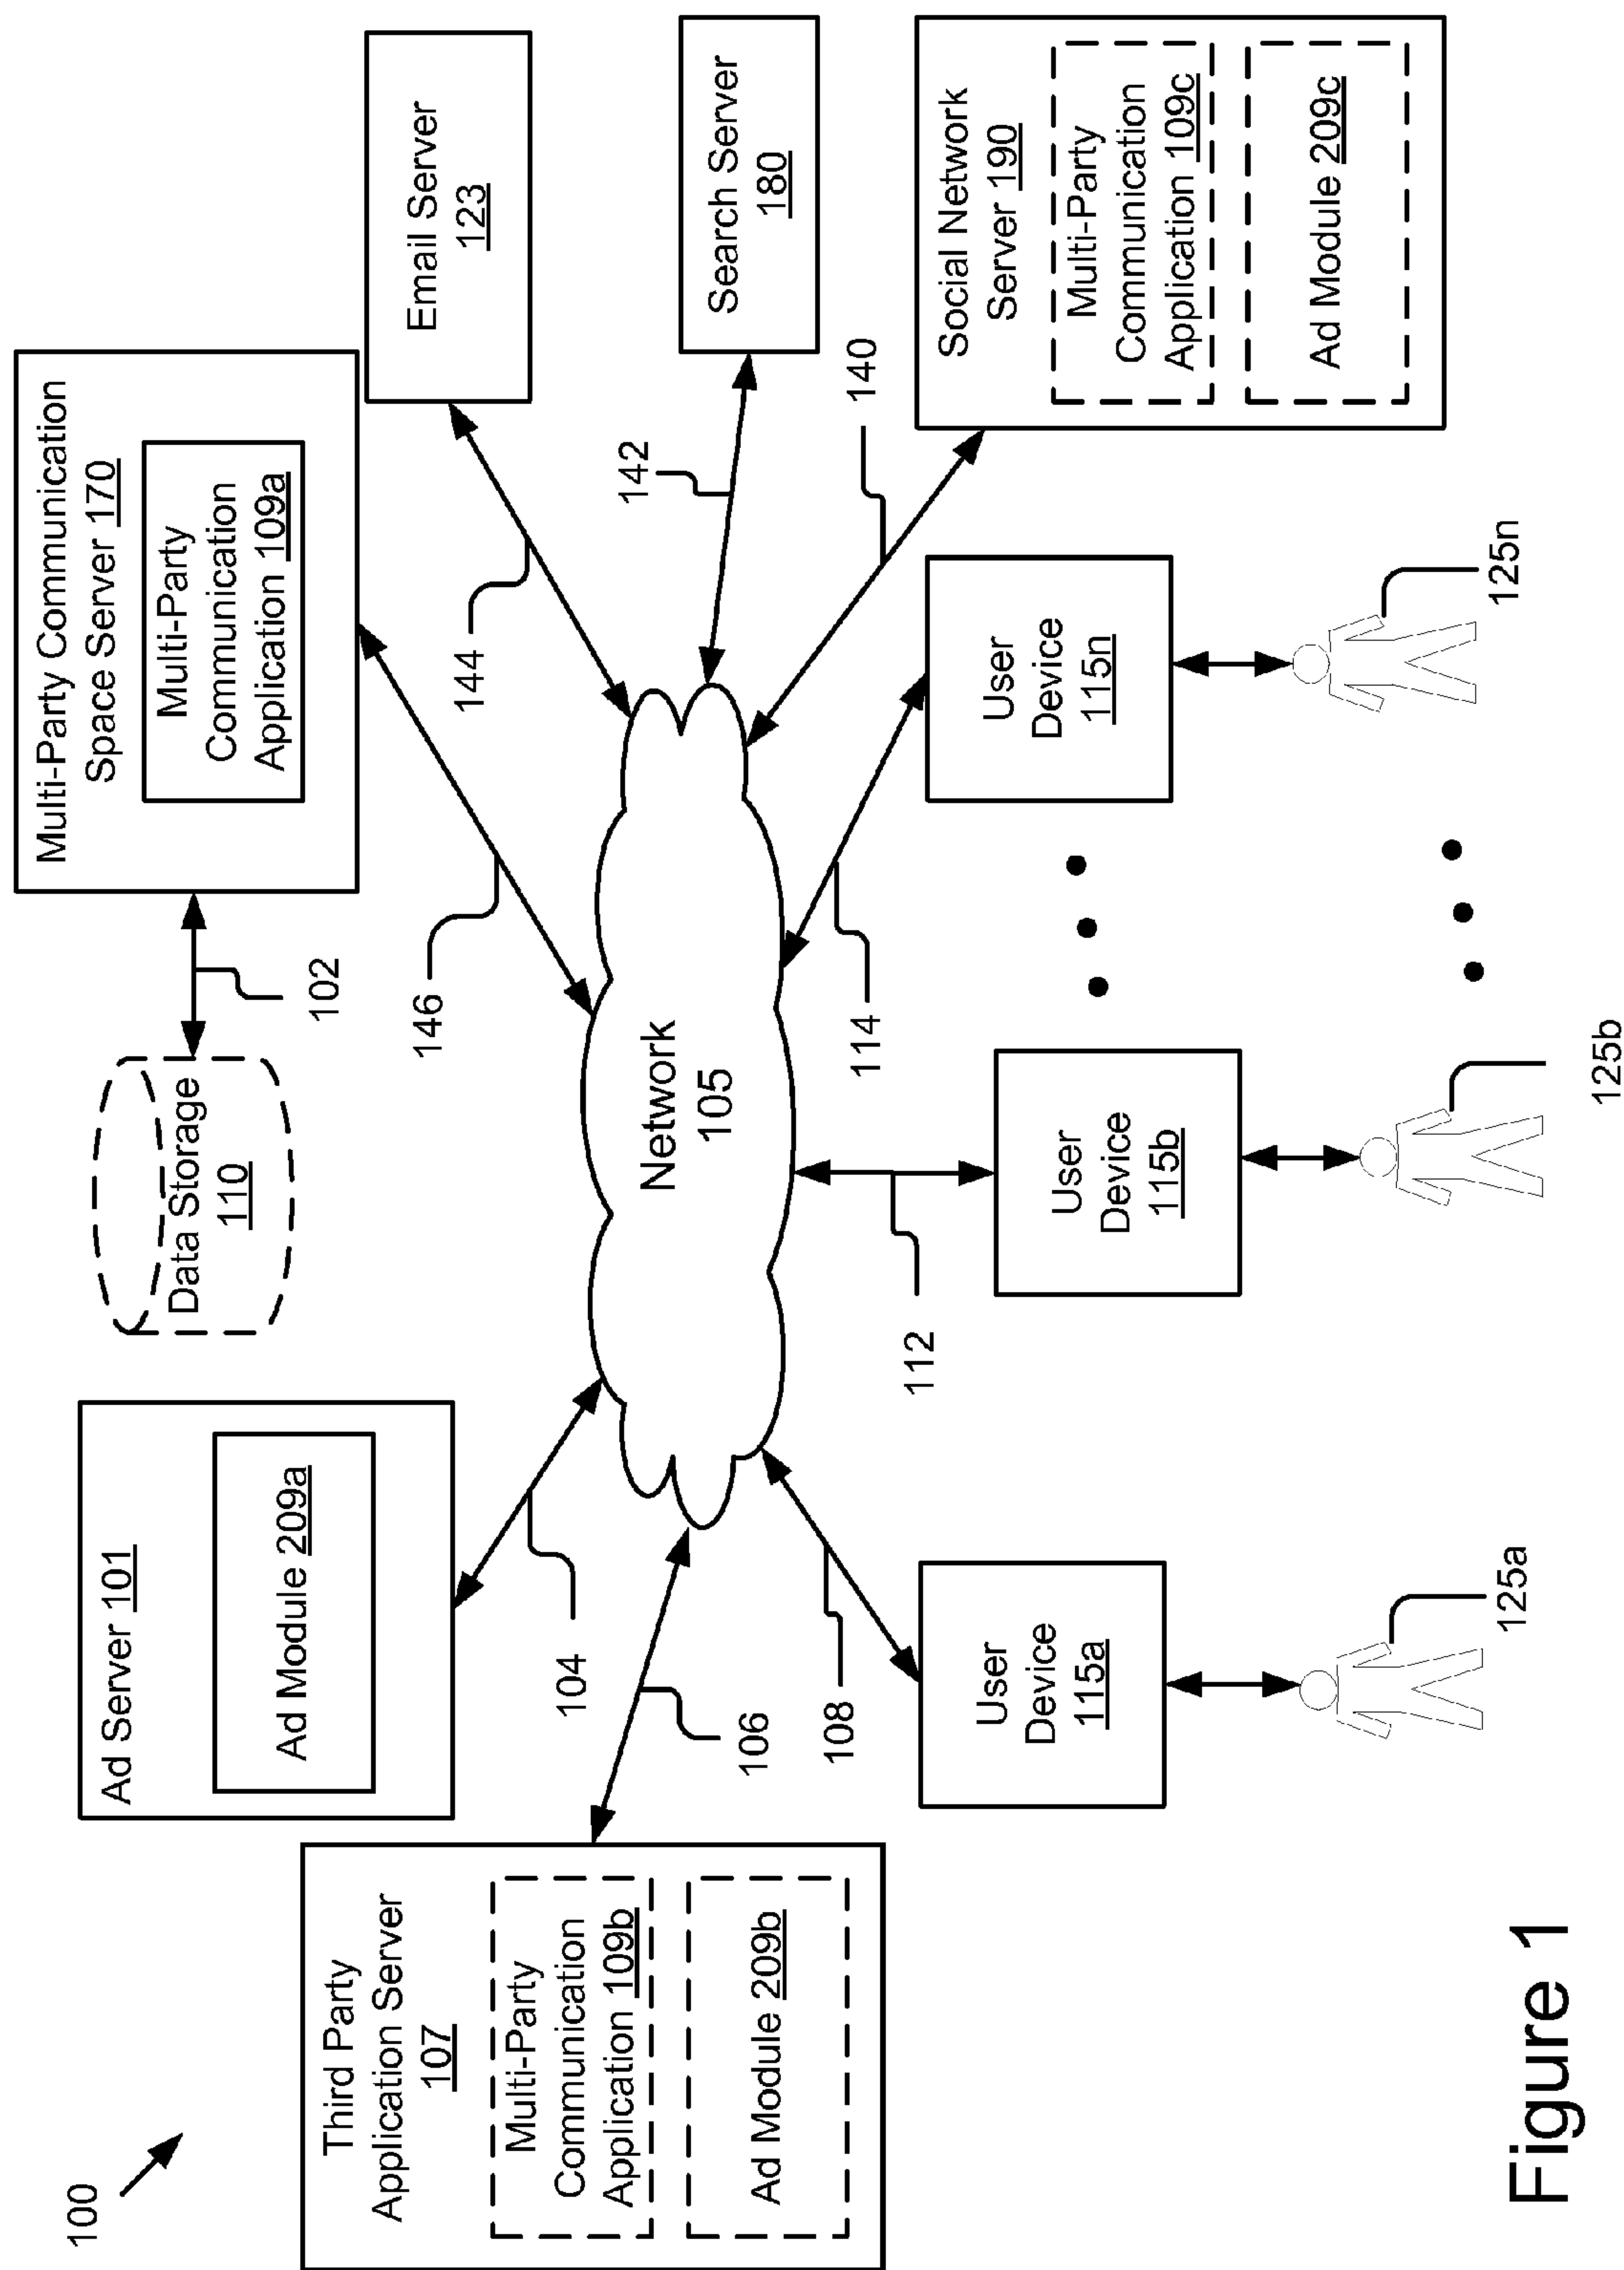 100
Ad Server 101
Ad Module 209a
Data Storage
110
102
Multi-Party Communication
Space Server 170
Multi-Party
Communication
Application 109a
Third Party
Application Server
107
Multi-Party
Communication
Application 109b
Ad Module 209b
104
106
146
144
Email Server
123
Network
105
142
Search Server
180
108
112
114
140
Social Network
Server 190
Multi-Party
Communication
Application 109c
Ad Module 209c
User
Device
115a
User
Device
115b
User
Device
115n
125a
125b
125n
Figure 1